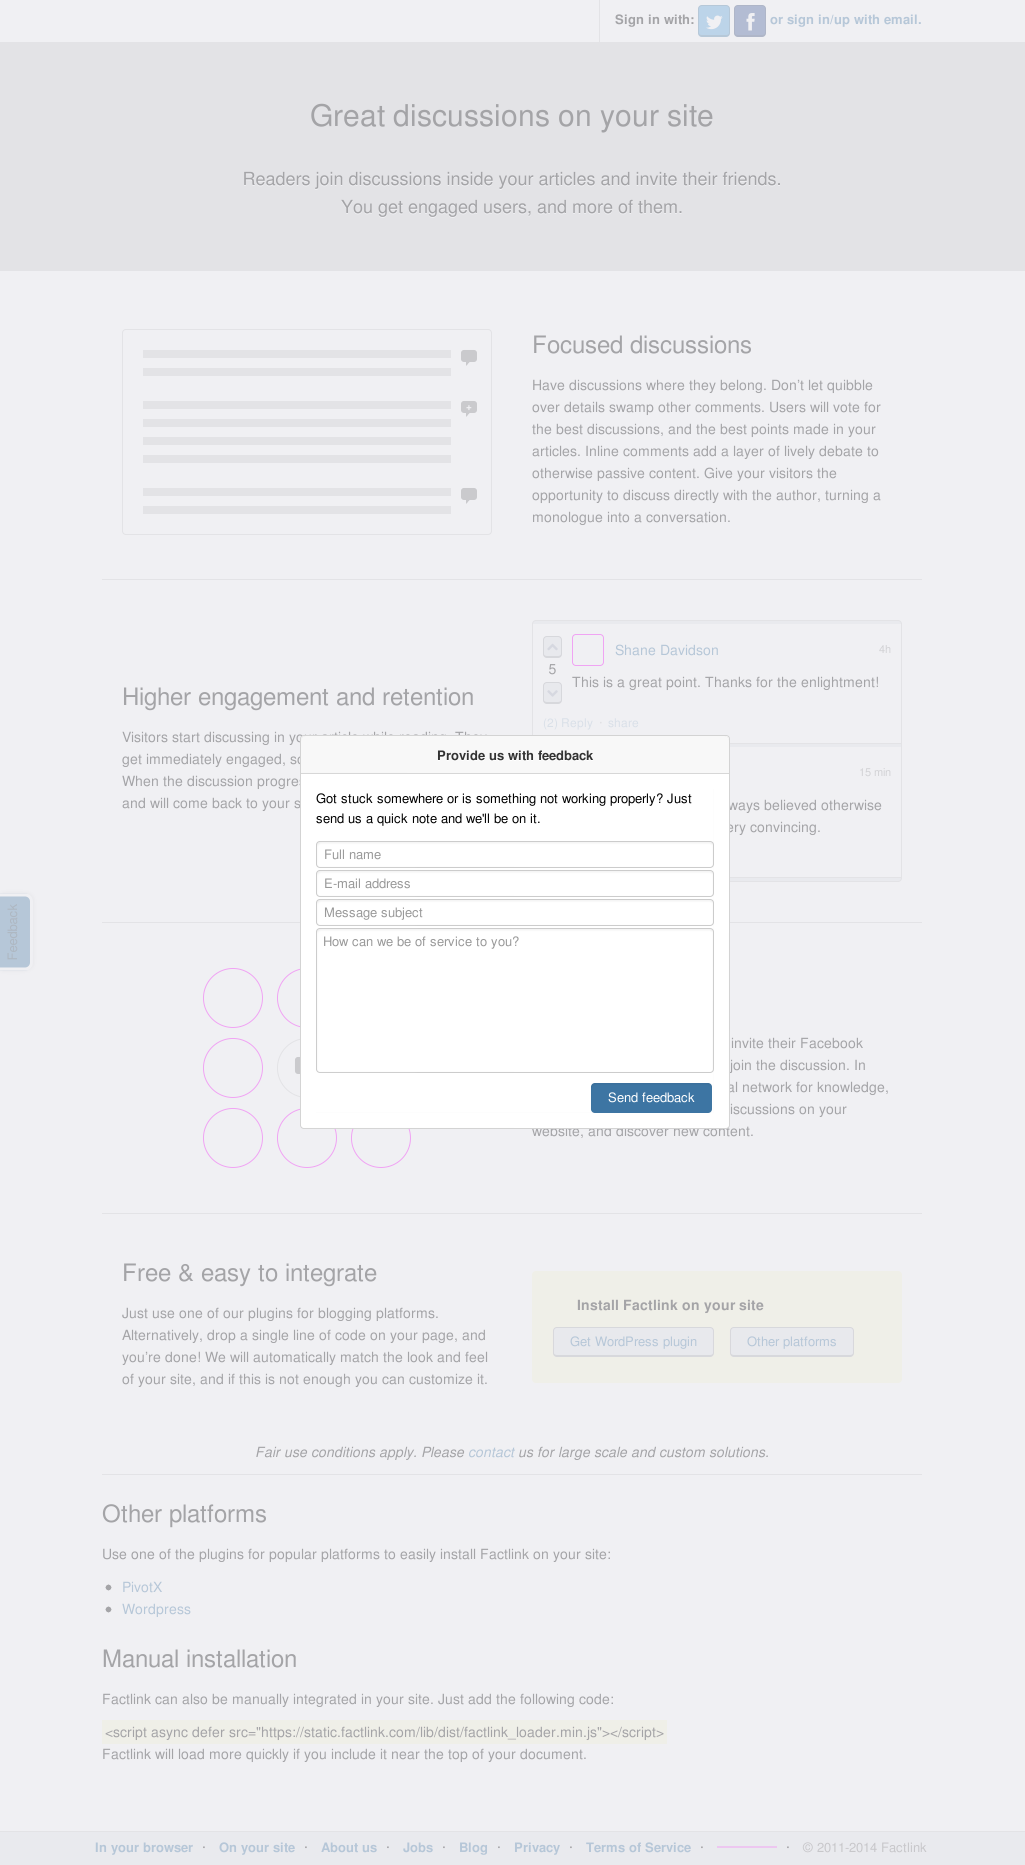 Sign in with: or sign in/up with email.
Great discussions on your site
Readers join discussions inside your articles and invite their friends.
You get engaged users, and more of them.
Focused discussions
Have discussions where they belong. Don’t let quibble
over details swamp other comments. Users will vote for
the best discussions, and the best points made in your
articles. Inline comments add a layer of lively debate to
otherwise passive content. Give your visitors the
opportunity to discuss directly with the author, turning a
monologue into a conversation.
Higher engagement and retention
Visitors start discussing in your article while reading. They
get immediately engaged,
When the discussion
and will come back to your
5
Shane Davidson
4h
This is a great point. Thanks for the enlightment!
(2) Reply · share
15 min
believed otherwise
convincing.
Feedback
Provide us with feedback
Got stuck somewhere or is something not working properly? Just
send us a quick note and we'll be on it.
Full name
E-mail address
Message subject
How can we be of service to you?
Send feedback
invite their Facebook
join the discussion. In
network for knowledge,
discussions on your
website, and discover new content.
Free & easy to integrate
Just use one of our plugins for blogging platforms.
Alternatively, drop a single line of code on your page, and
you’re done! We will automatically match the look and feel
of your site, and if this is not enough you can customize it.
Install Factlink on your site
Get WordPress plugin
Other platforms
Fair use conditions apply. Please contact us for large scale and custom solutions.
Other platforms
Use one of the plugins for popular platforms to easily install Factlink on your site:
• PivotX
• Wordpress
Manual installation
Factlink can also be manually integrated in your site. Just add the following code:
<script async defer src="https://static.factlink.com/lib/dist/factlink_loader.min.js"></script>
Factlink will load more quickly if you include it near the top of your document.
In your browser · On your site · About us · Jobs · Blog · Privacy · Terms of Service · · © 2011-2014 Factlink